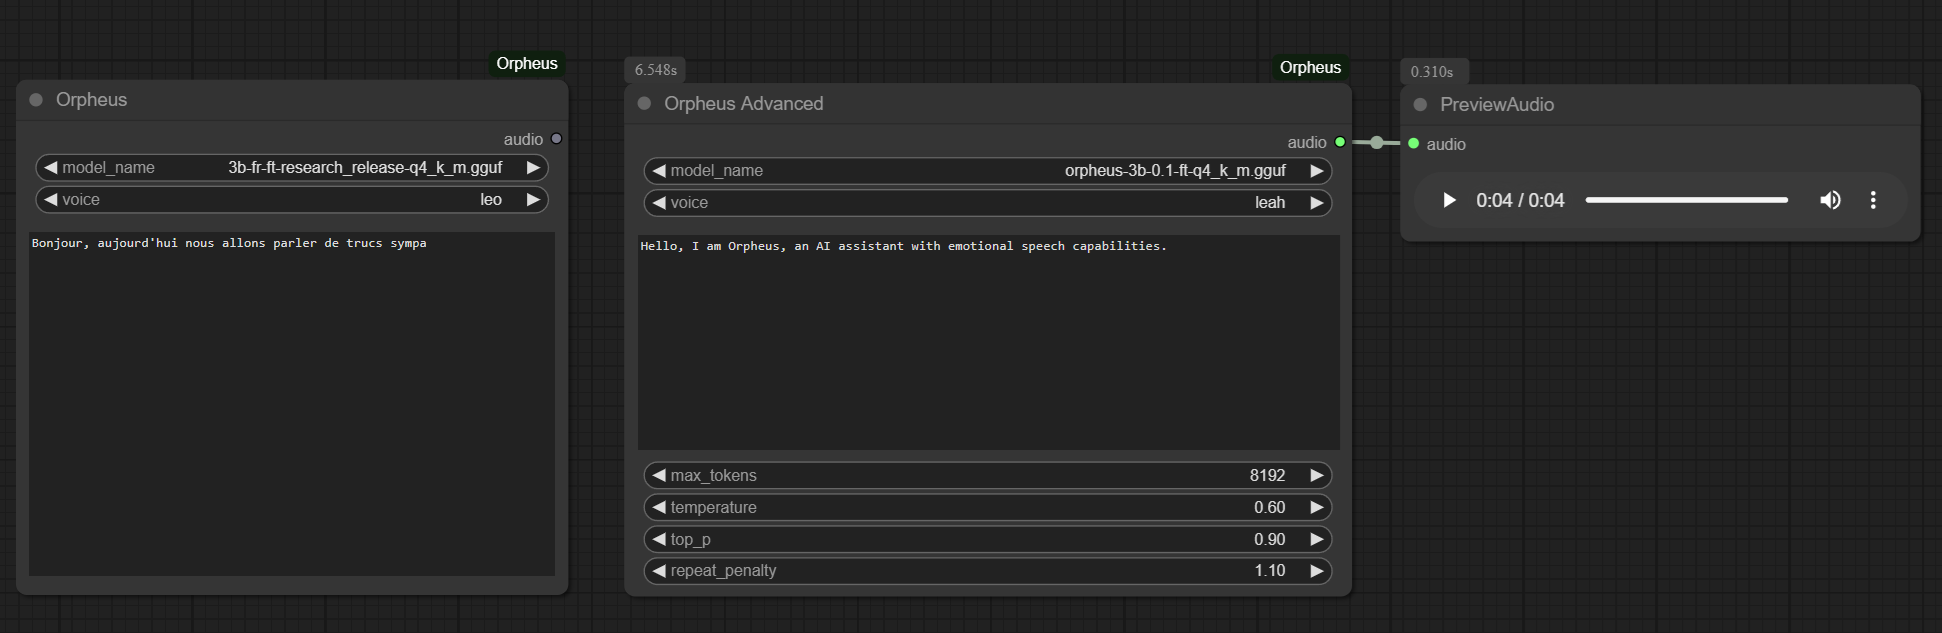 Orpheus
Orpheus
audio
model_name 3b-fr-ft-research_release-q4_k_m.gguf
voice leo
Bonjour, aujourd'hui nous allons parler de trucs sympa
6.548s
Orpheus
Orpheus Advanced
audio
model_name orpheus-3b-0.1-ft-q4_k_m.gguf
voice leah
Hello, I am Orpheus, an AI assistant with emotional speech capabilities.
max_tokens 8192
temperature 0.60
top_p 0.90
repeat_penalty 1.10
0.310s
PreviewAudio
audio
0:04 / 0:04